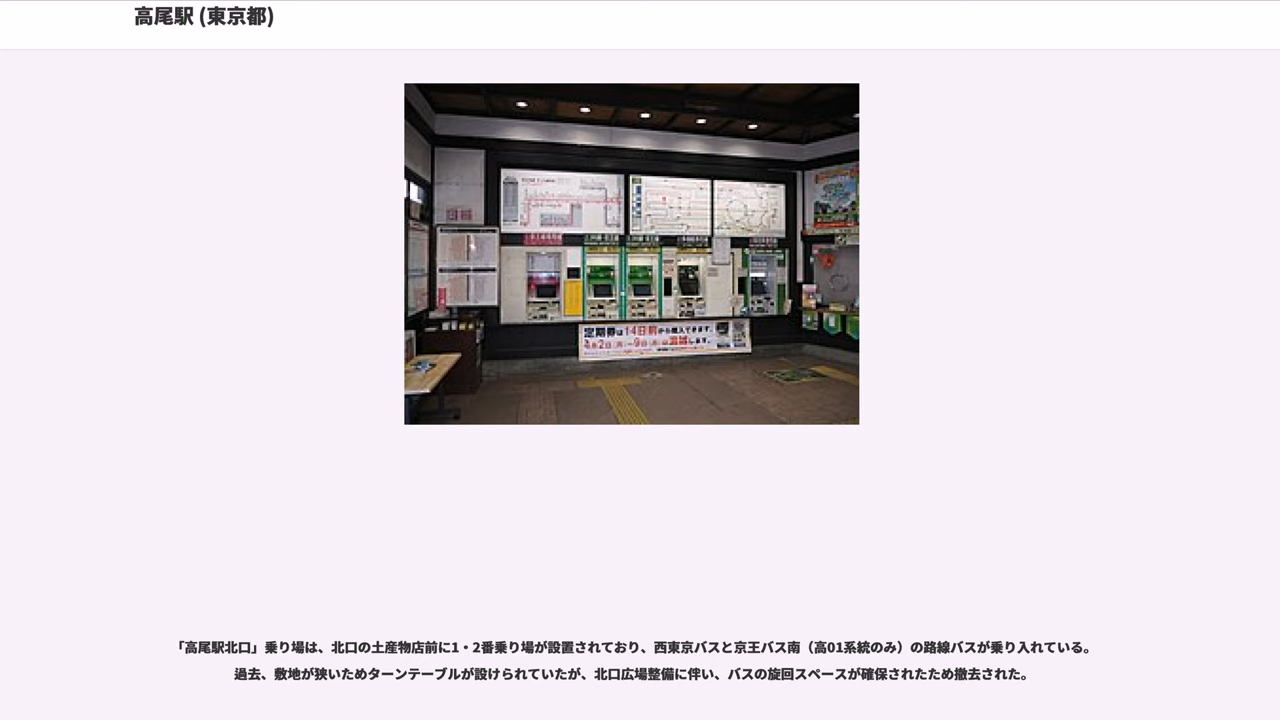 高尾駅 (東京都)
定期券は14日前から購入できます。
「高尾駅北口」乗り場は、北口の土産物店前に1・2番乗り場が設置されており、西東京バスと京王バス南（高01系統のみ）の路線バスが乗り入れている。
過去、敷地が狭いためターンテーブルが設けられていたが、北口広場整備に伴い、バスの旋回スペースが確保されたため撤去された。